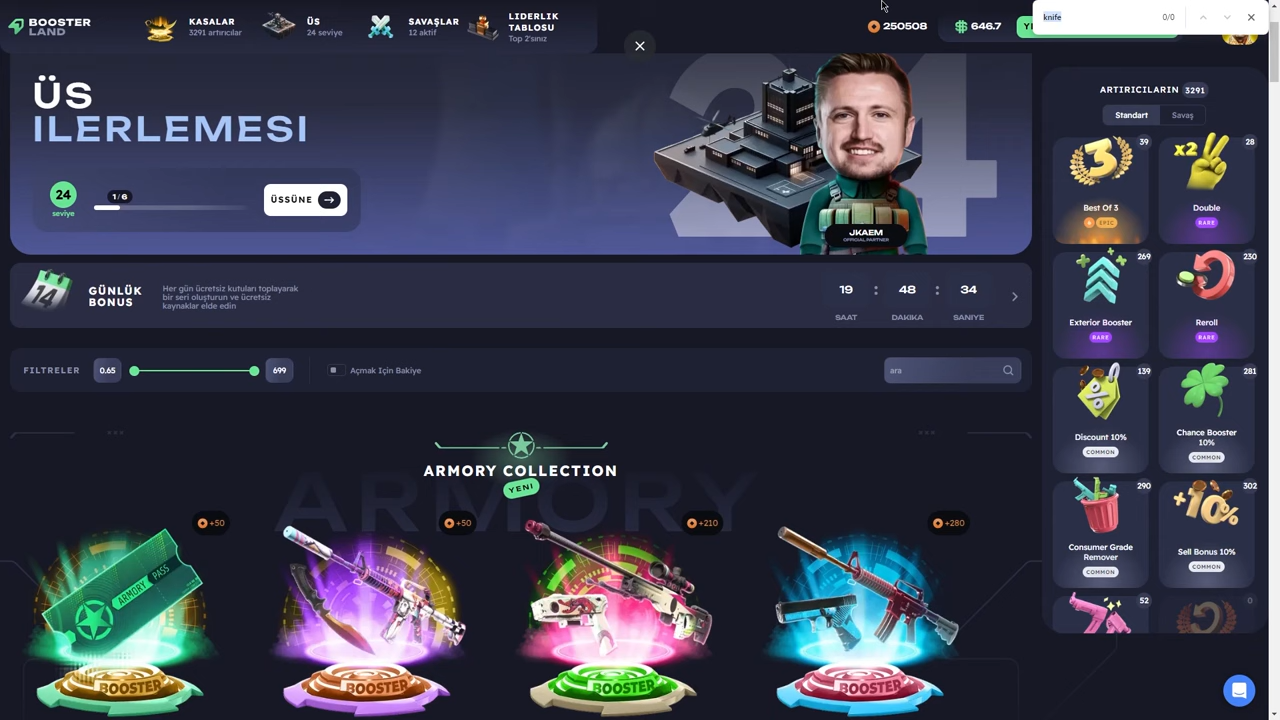 BOOSTER
LAND
KASALAR
3291 artırıcılar
ÜS
24 seviye
SAVAŞLAR
12 aktif
LIDERLIK
TABLOSU
Top 2'sınız
250508
646.7
knife
0/0
ÜS
ILERLEMESI
24
seviye
1/6
ÜSSÜNE
24
JKAEM
OFFICIAL PARTNER
14
GÜNLÜK
BONUS
Her gün ücretsiz kutuları toplayarak
bir seri oluşturun ve ücretsiz
kaynaklar elde edin
19 : 48 : 34
SAAT DAKIKA SANIYE
FILTRELER 0.65 699
Açmak Için Bakiye
ara
ARMORY
ARMORY COLLECTION
YENI
+50
+50
+210
+280
ARMORY PASS
BOOSTER
BOOSTER
BOOSTER
BOOSTER
ARTIRICILARIN 3291
Standart Savaş
39
3
Best Of 3
EPIC
28
x2
Double
RARE
269
Exterior Booster
RARE
230
Reroll
RARE
139
%
Discount 10%
COMMON
281
Chance Booster
10%
COMMON
290
Consumer Grade
Remover
COMMON
302
+10%
Sell Bonus 10%
COMMON
52
0